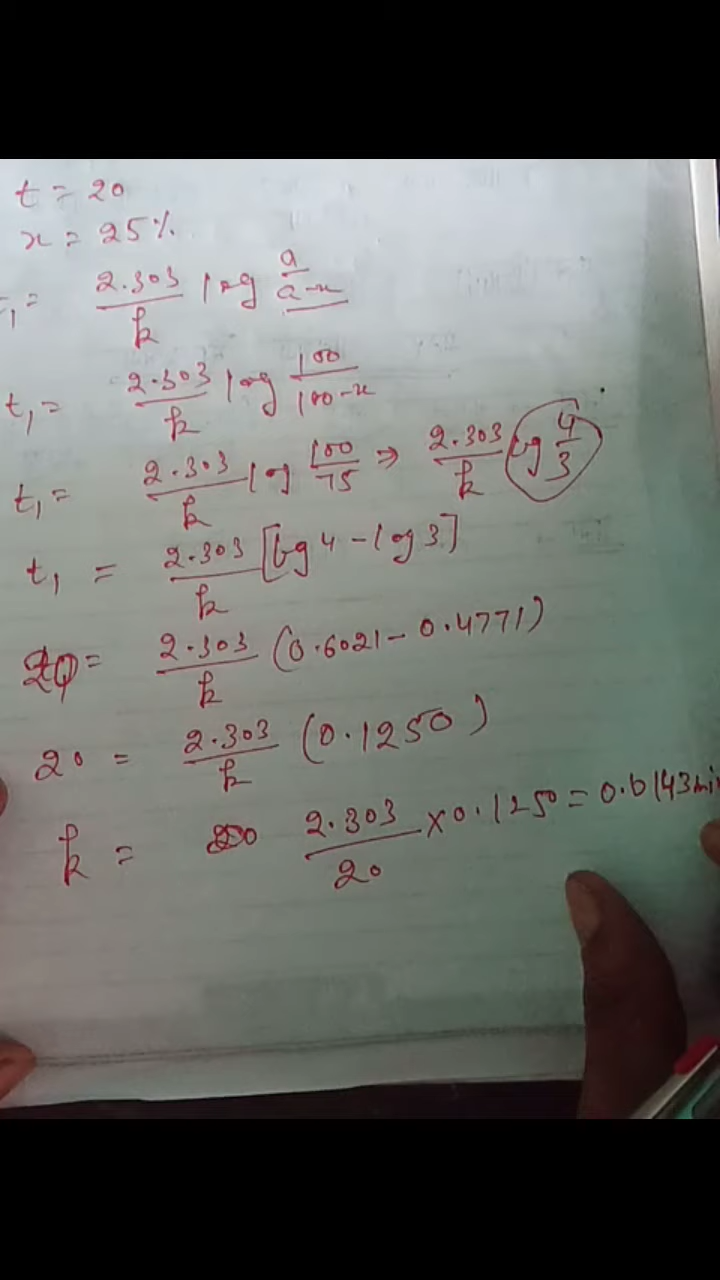 t = 20
x = 25%
t₁ = 2.303/k log a/a-x
t₁ = 2.303/k log 100/100-x
t₁ = 2.303/k log 100/75 ⇒ 2.303/k log 4/3
t₁ = 2.303/k [log 4 - log 3]
20 = 2.303/k (0.6021 - 0.4771)
20 = 2.303/k (0.1250)
k = 2.303/20 × 0.1250 = 0.0143 min